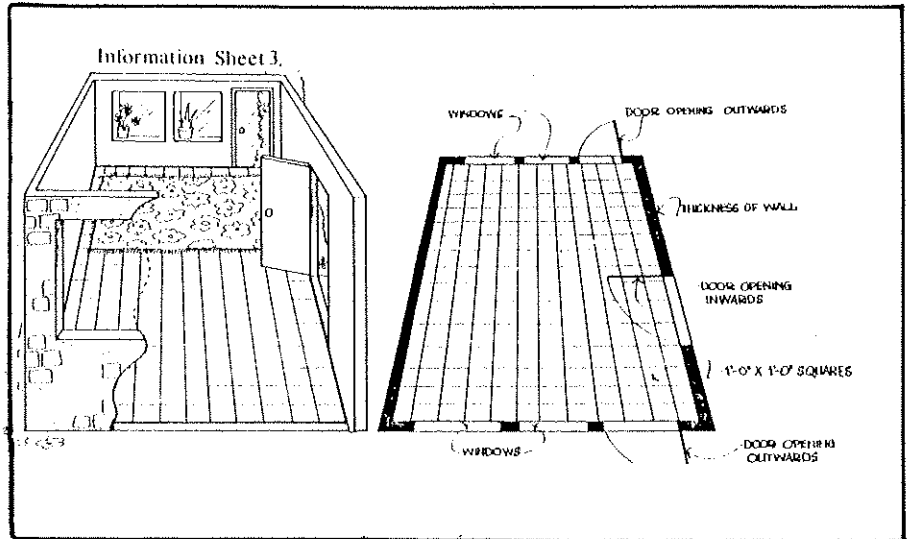 Information Sheet 3.
WINDOWS
DOOR OPENING OUTWARDS
THICKNESS OF WALL
DOOR OPENING
INWARDS
1'-0" X 1'-0" SQUARES
WINDOWS
DOOR OPENING
OUTWARDS